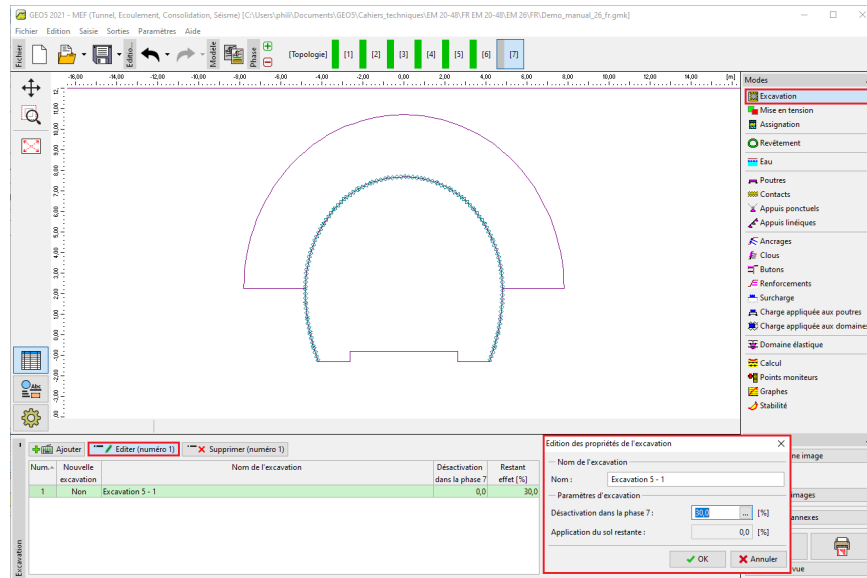 GEO5 2021 - MEF (Tunnel, Ecoulement, Consolidation, Séisme) [C:\Users\phili\Documents\GEO5\Cahiers_techniques\EM 20-48\FR EM 20-48\EM 26\FR\Demo_manual_26_fr.gmk]
Fichier Edition Saisie Sorties Paramètres Aide
Fichier Editio... Modèle Phase [Topologie] [1] [2] [3] [4] [5] [6] [7]
-16,00 -14,00 -12,00 -10,00 -8,00 -6,00 -4,00 -2,00 0,00 2,00 4,00 6,00 8,00 10,00 12,00 14,00 [m]
Modes
Excavation
Mise en tension
Assignation
Revêtement
Eau
Poutres
Contacts
Appuis ponctuels
Appuis linéiques
Ancrages
Clous
Butons
Renforcements
Surcharge
Charge appliquée aux poutres
Charge appliquée aux domaines
Domaine élastique
Calcul
Points moniteurs
Graphes
Stabilité
Ajouter Editer (numéro 1) Supprimer (numéro 1)
Num. Nouvelle excavation Nom de l'excavation Désactivation dans la phase 7 Restant effet [%]
1 Non Excavation 5 - 1 0,0 30,0
Excavation
Edition des propriétés de l'excavation
Nom de l'excavation
Nom : Excavation 5 - 1
Paramètres d'excavation
Désactivation dans la phase 7 : 30,0 ... [%]
Application du sol restante : 0,0 [%]
OK Annuler
ne image
images
annexes
vue